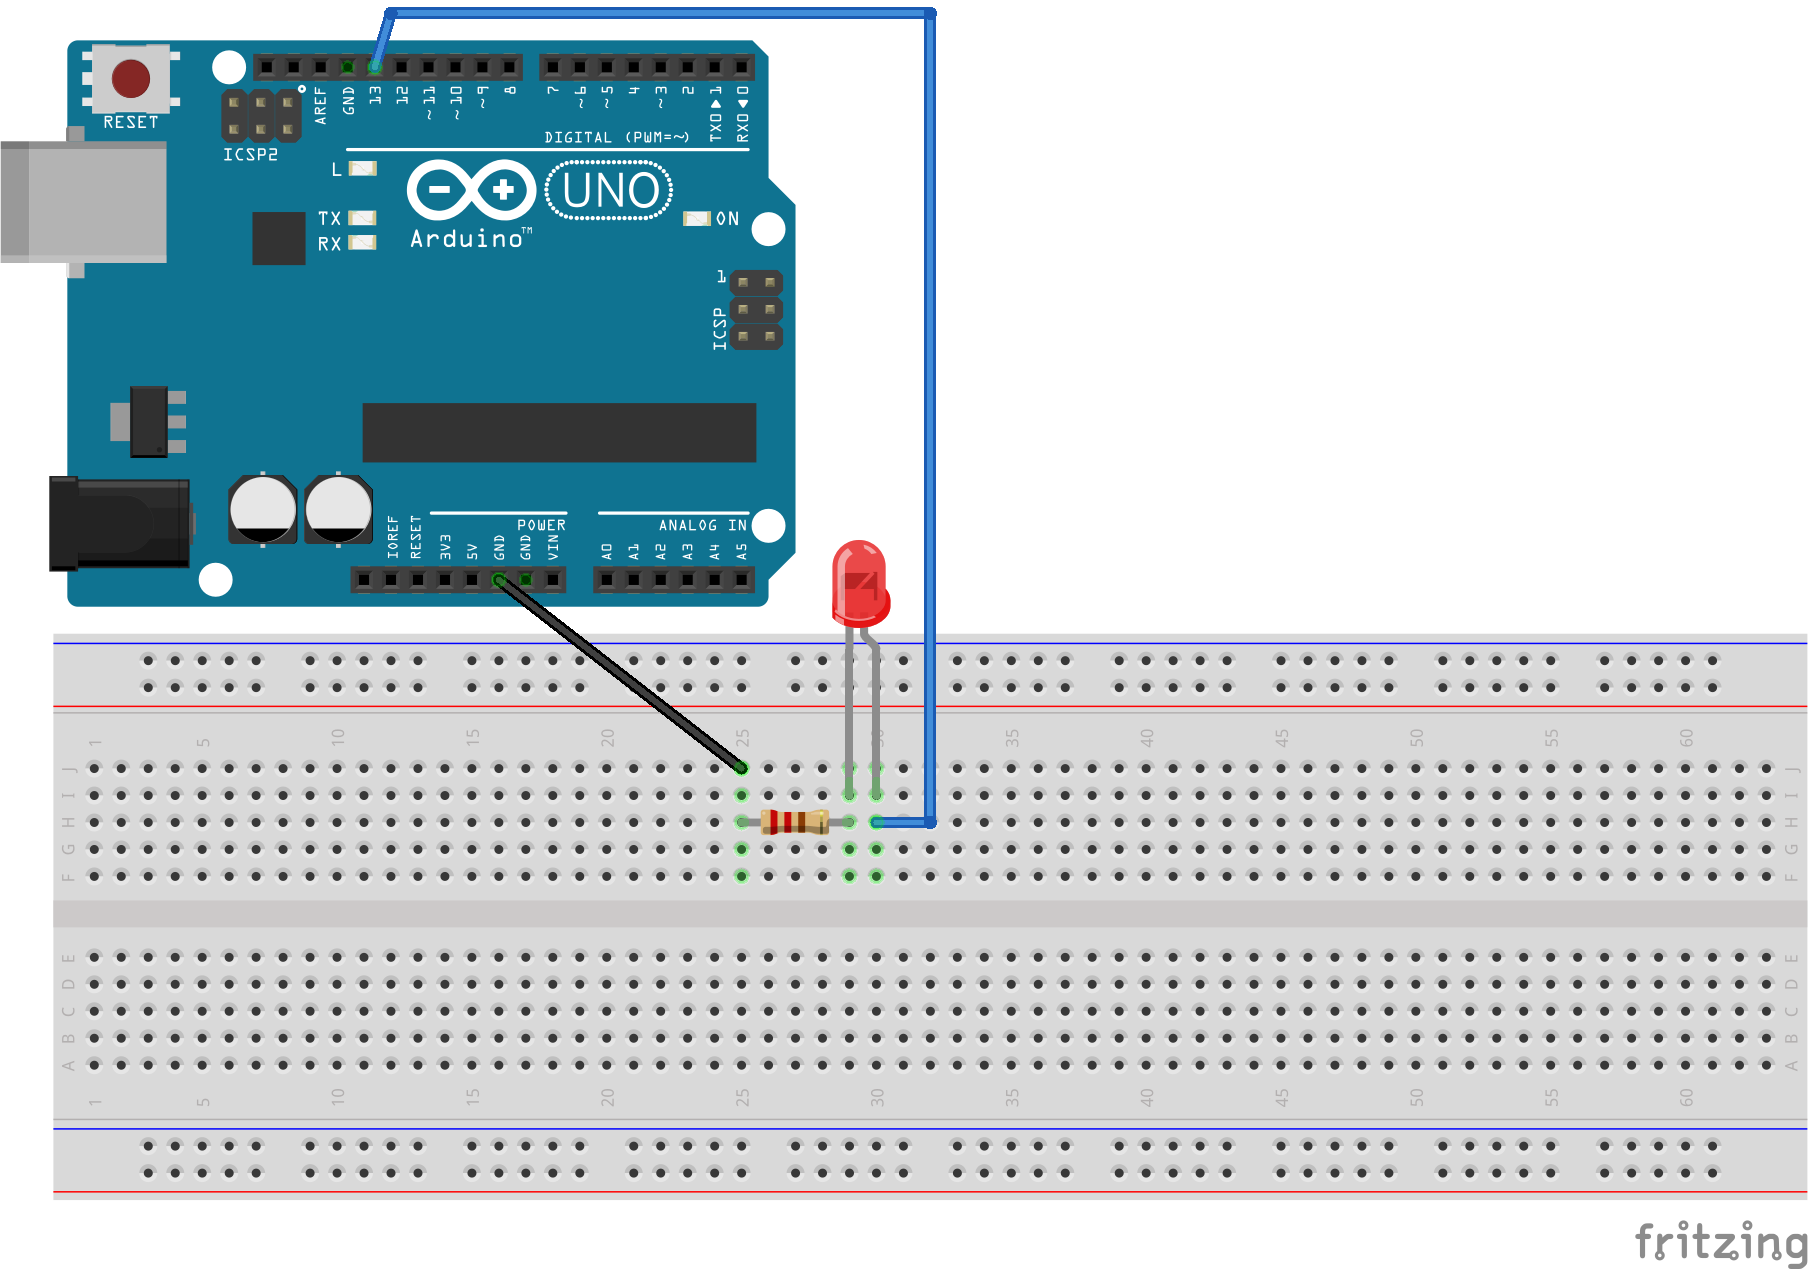 RESET
ICSP2
AREF
GND
13
12
~11
~10
~9
8
7
~6
~5
4
~3
2
TX0 ▶ 1
RX0 ◀ 0
DIGITAL (PWM=~)
L
TX
RX
UNO
Arduino™
ON
1
ICSP
IOREF
RESET
3V3
5V
GND
GND
VIN
POWER
A0
A1
A2
A3
A4
A5
ANALOG IN
1 5 10 15 20 25 30 35 40 45 50 55 60
J J
I I
H H
G G
F F
E E
D D
C C
B B
A A
1 5 10 15 20 25 30 35 40 45 50 55 60
fritzing